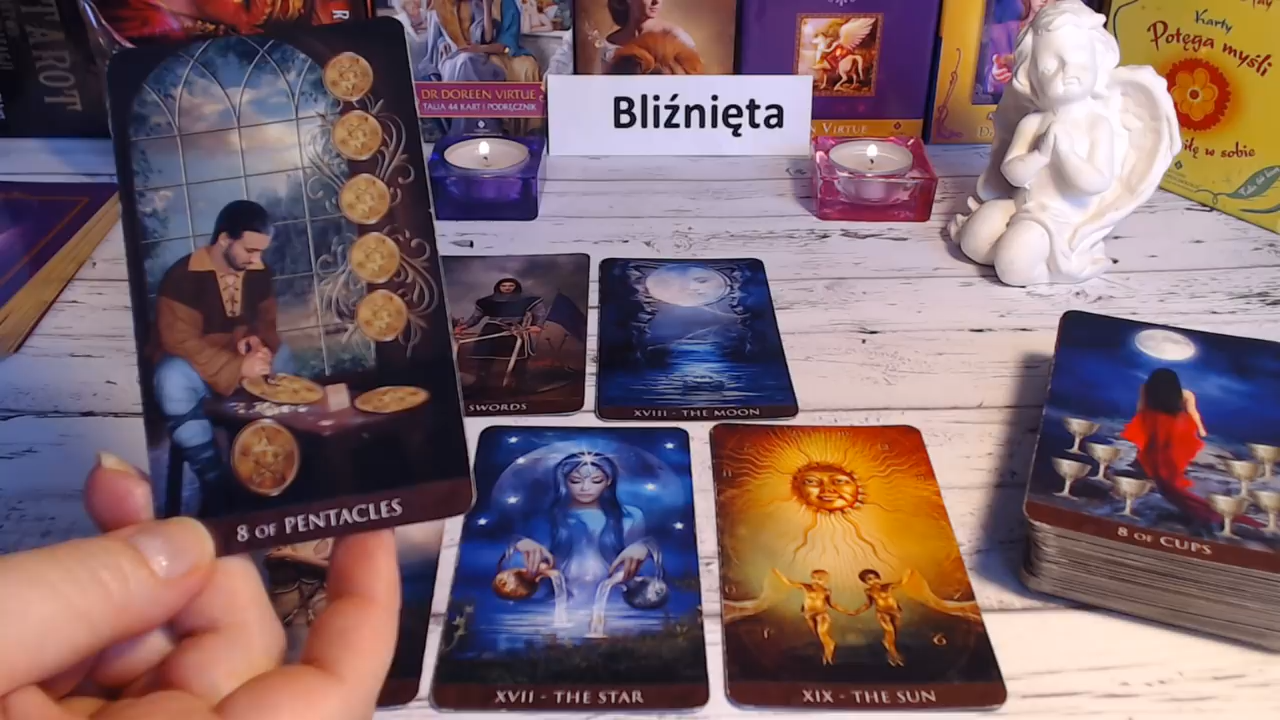 TAROT
DR DOREEN VIRTUE
TALIA 44 KART I PODRĘCZNIK
Bliźnięta
VIRTUE
Karty
Potęga myśli
w sobie
8 OF PENTACLES
SWORDS
XVIII - THE MOON
XVII - THE STAR
XIX - THE SUN
8 OF CUPS